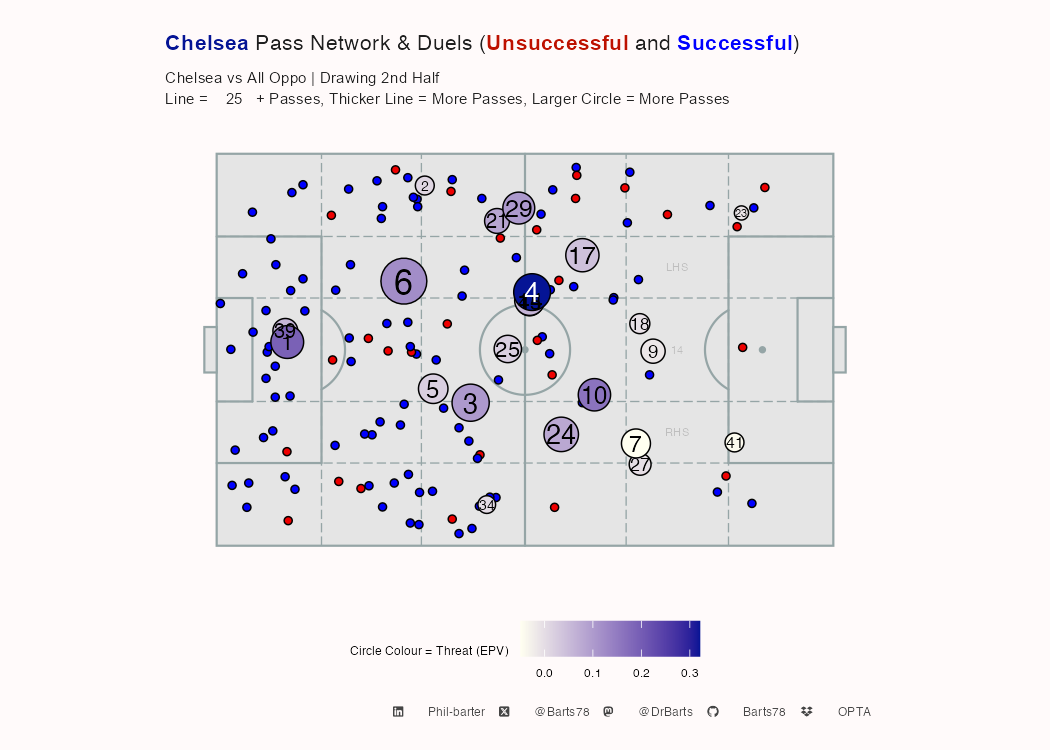 Chelsea Pass Network & Duels (Unsuccessful and Successful)
Chelsea vs All Oppo | Drawing 2nd Half
Line = 25 + Passes, Thicker Line = More Passes, Larger Circle = More Passes
2
29
21
23
17
LHS
6
4
18
39
1
25
9
14
5
3
10
24
RHS
7
41
27
34
Circle Colour = Threat (EPV)
0.0 0.1 0.2 0.3
Phil-barter @Barts78 @DrBarts Barts78 OPTA